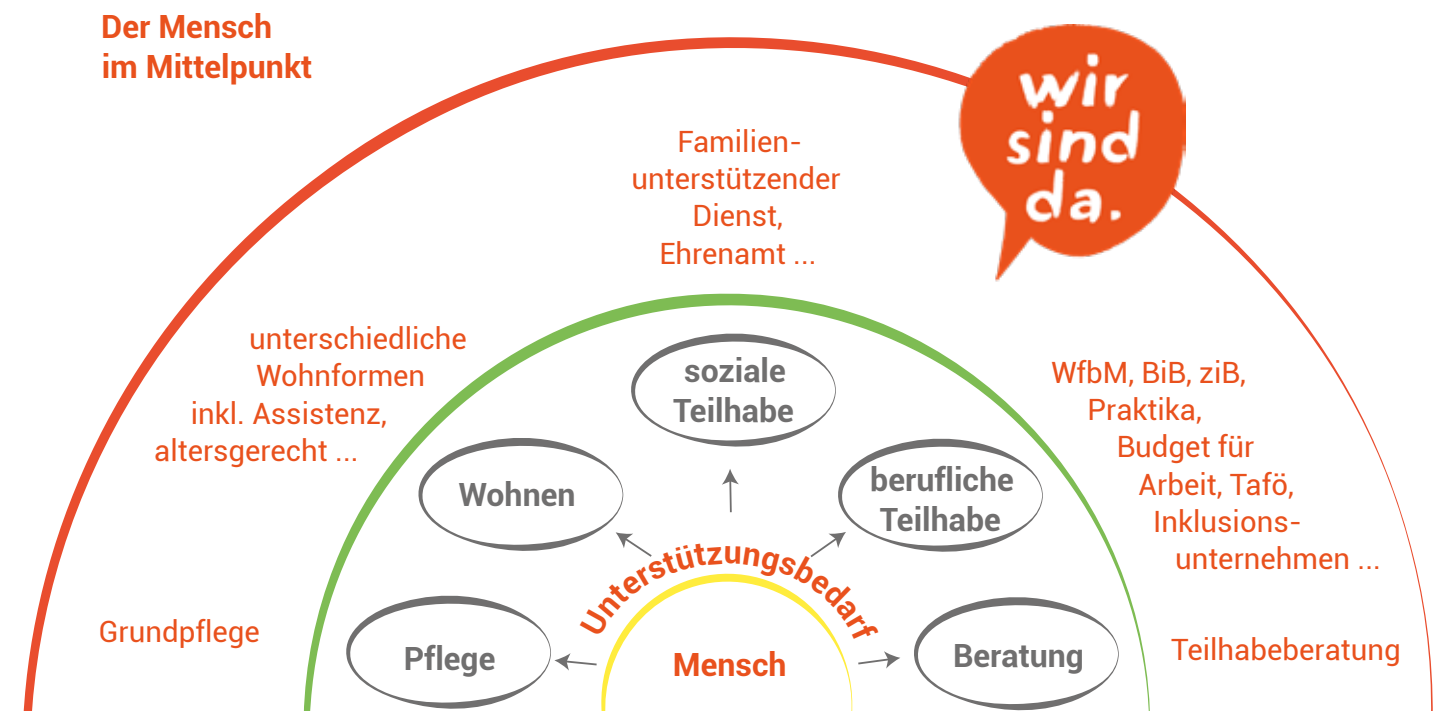 Der Mensch
im Mittelpunkt
wir
sind
da.
Familien-
unterstützender
Dienst,
Ehrenamt ...
unterschiedliche
Wohnformen
inkl. Assistenz,
altersgerecht ...
soziale
Teilhabe
WfbM, BiB, ziB,
Praktika,
Budget für
Arbeit, Tafö,
Inklusions-
unternehmen ...
Wohnen
berufliche
Teilhabe
Unterstützungsbedarf
Grundpflege
Pflege
Mensch
Beratung
Teilhabeberatung